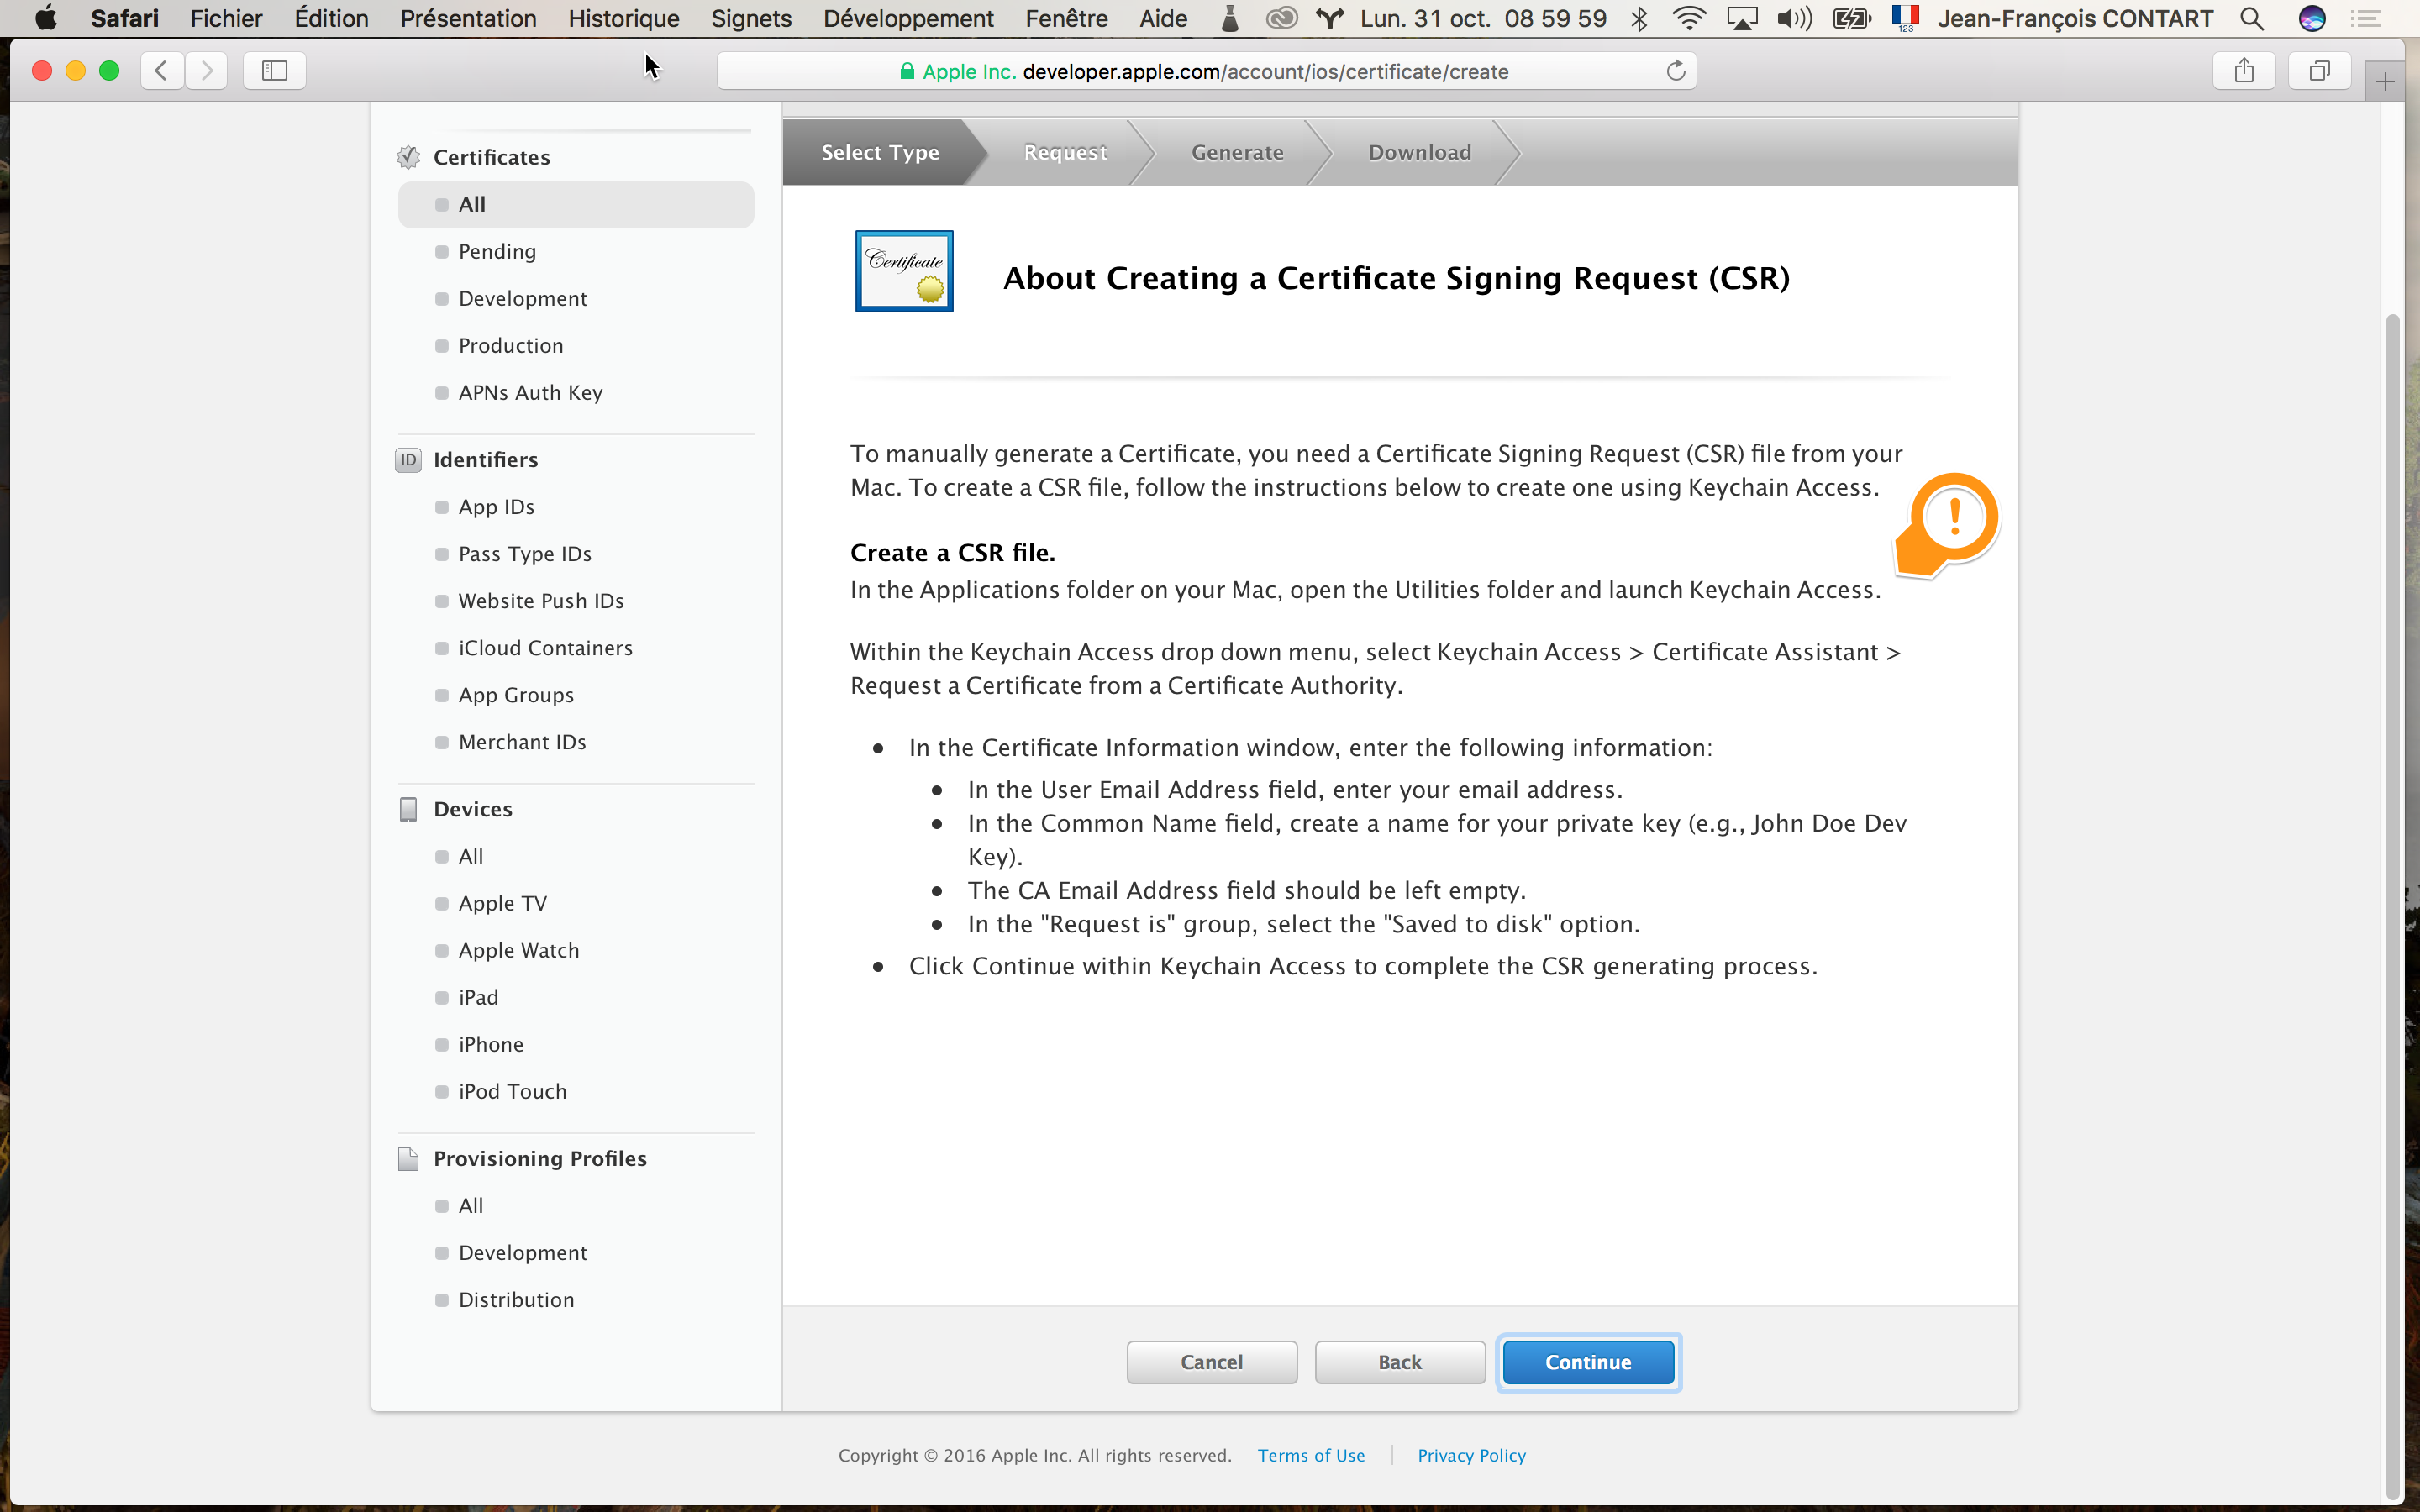 Safari Fichier Édition Présentation Historique Signets Développement Fenêtre Aide Lun. 31 oct. 08 59 59 123 Jean-François CONTART
Apple Inc. developer.apple.com/account/ios/certificate/create
Certificates
All
Pending
Development
Production
APNs Auth Key
ID Identifiers
App IDs
Pass Type IDs
Website Push IDs
iCloud Containers
App Groups
Merchant IDs
Devices
All
Apple TV
Apple Watch
iPad
iPhone
iPod Touch
Provisioning Profiles
All
Development
Distribution
Select Type Request Generate Download
Certificate
About Creating a Certificate Signing Request (CSR)
To manually generate a Certificate, you need a Certificate Signing Request (CSR) file from your
Mac. To create a CSR file, follow the instructions below to create one using Keychain Access.
!
Create a CSR file.
In the Applications folder on your Mac, open the Utilities folder and launch Keychain Access.
Within the Keychain Access drop down menu, select Keychain Access > Certificate Assistant >
Request a Certificate from a Certificate Authority.
• In the Certificate Information window, enter the following information:
• In the User Email Address field, enter your email address.
• In the Common Name field, create a name for your private key (e.g., John Doe Dev
Key).
• The CA Email Address field should be left empty.
• In the "Request is" group, select the "Saved to disk" option.
• Click Continue within Keychain Access to complete the CSR generating process.
Cancel Back Continue
Copyright © 2016 Apple Inc. All rights reserved. Terms of Use Privacy Policy